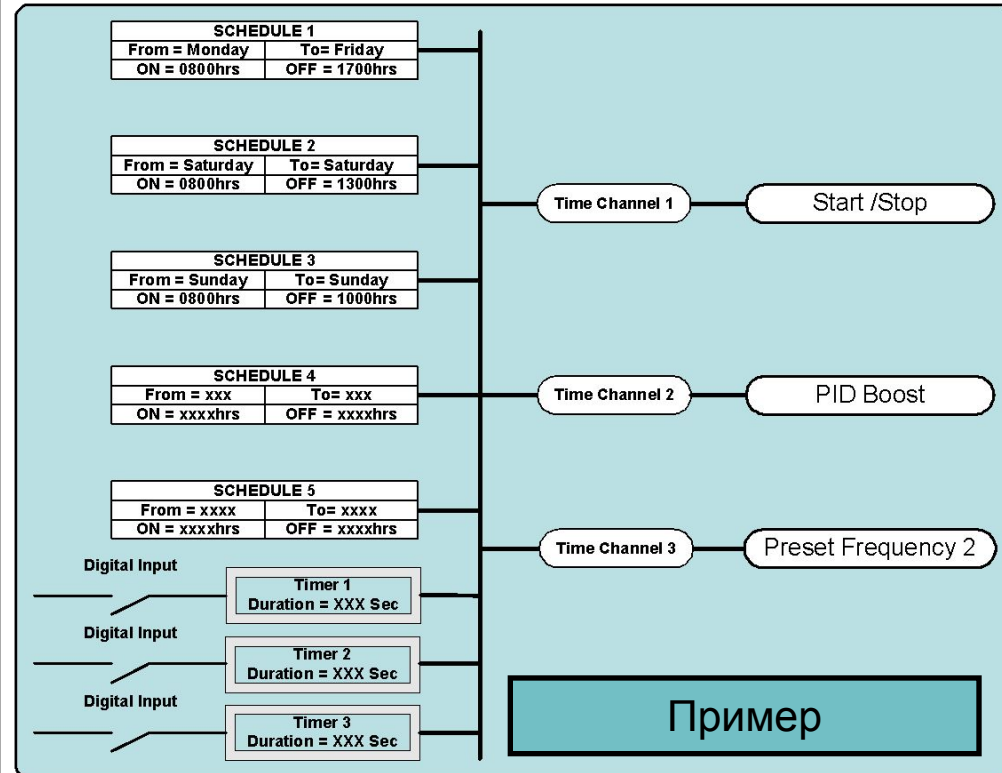 SCHEDULE 1
From = Monday To= Friday
ON = 0800hrs OFF = 1700hrs
SCHEDULE 2
From = Saturday To= Saturday
ON = 0800hrs OFF = 1300hrs
Time Channel 1 Start /Stop
SCHEDULE 3
From = Sunday To= Sunday
ON = 0800hrs OFF = 1000hrs
SCHEDULE 4
From = xxx To= xxx
ON = xxxxhrs OFF = xxxxhrs
Time Channel 2 PID Boost
SCHEDULE 5
From = xxxx To= xxxx
ON = xxxxhrs OFF = xxxxhrs
Time Channel 3 Preset Frequency 2
Digital Input
Timer 1
Duration = XXX Sec
Digital Input
Timer 2
Duration = XXX Sec
Digital Input
Timer 3
Duration = XXX Sec
Пример